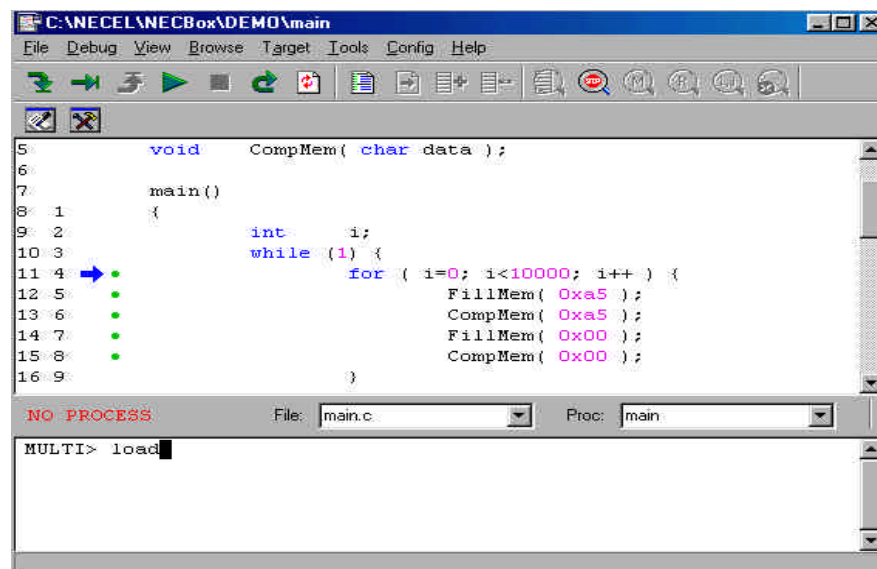 C:\NECEL\NECBox\DEMO\main
File Debug View Browse Target Tools Config Help
STOP
5 void CompMem( char data );
6
7 main()
8 1 {
9 2 int i;
10 3 while (1) {
11 4 for ( i=0; i<10000; i++ ) {
12 5 FillMem( 0xa5 );
13 6 CompMem( 0xa5 );
14 7 FillMem( 0x00 );
15 8 CompMem( 0x00 );
16 9 }
NO PROCESS File: main.c Proc: main
MULTI> load